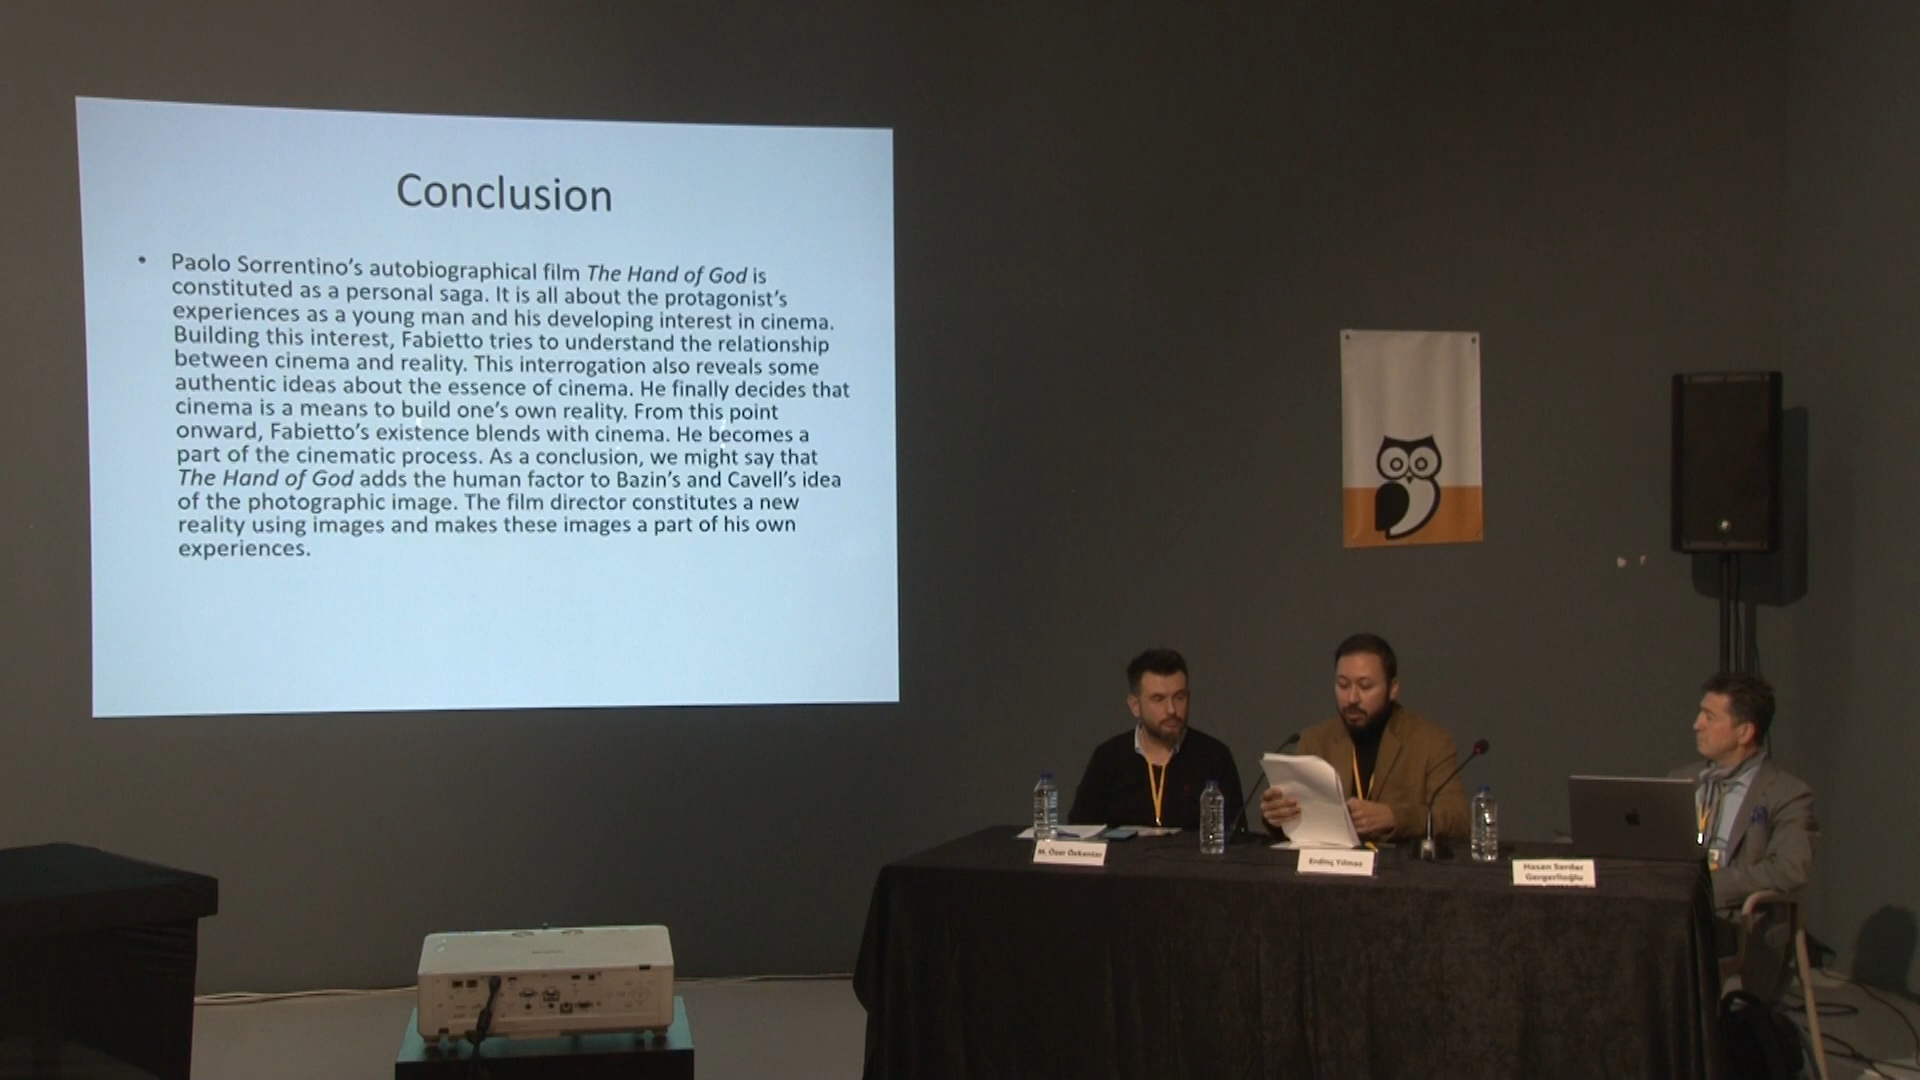 Conclusion
• Paolo Sorrentino's autobiographical film The Hand of God is
constituted as a personal saga. It is all about the protagonist's
experiences as a young man and his developing interest in cinema.
Building this interest, Fabietto tries to understand the relationship
between cinema and reality. This interrogation also reveals some
authentic ideas about the essence of cinema. He finally decides that
cinema is a means to build one's own reality. From this point
onward, Fabietto's existence blends with cinema. He becomes a
part of the cinematic process. As a conclusion, we might say that
The Hand of God adds the human factor to Bazin's and Cavell's idea
of the photographic image. The film director constitutes a new
reality using images and makes these images a part of his own
experiences.
M. Özer Özkantar
Erdinç Yılmaz
Hasan Serdar
Gergerlioğlu